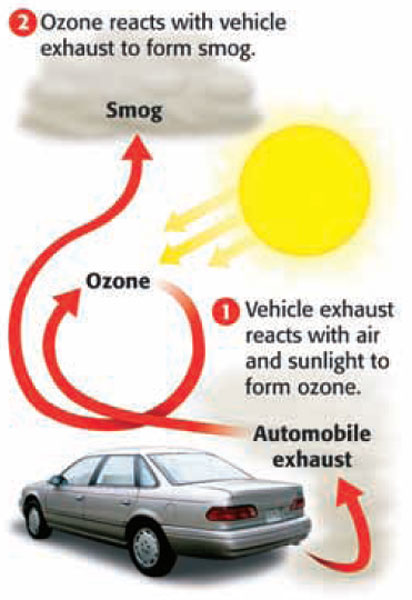 2 Ozone reacts with vehicle
exhaust to form smog.
Smog
Ozone
1 Vehicle exhaust
reacts with air
and sunlight to
form ozone.
Automobile
exhaust